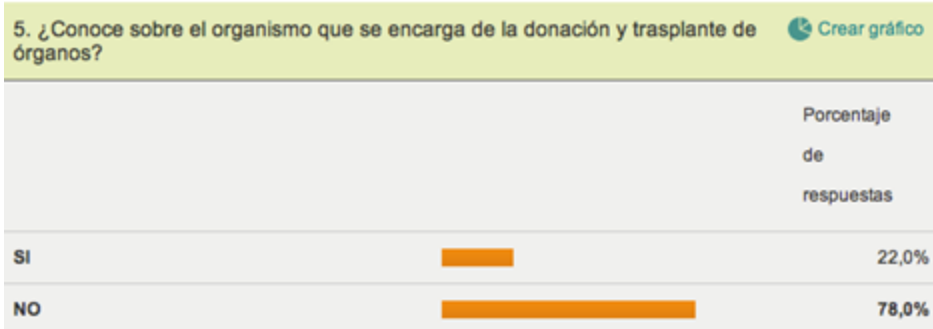 5. ¿Conoce sobre el organismo que se encarga de la donación y trasplante de
órganos?
Crear gráfico
Porcentaje
de
respuestas
SI 22,0%
NO 78,0%